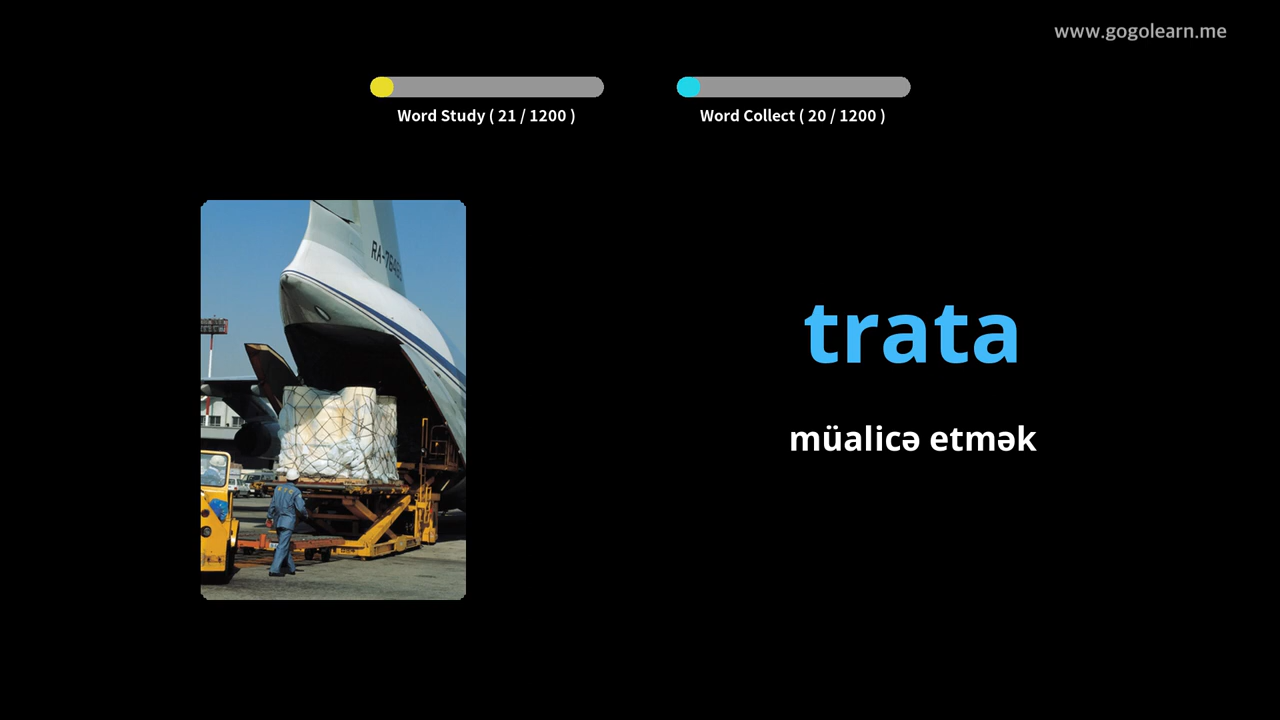 www.gogolearn.me
Word Study ( 21 / 1200 )
Word Collect ( 20 / 1200 )
trata
müalicə etmək